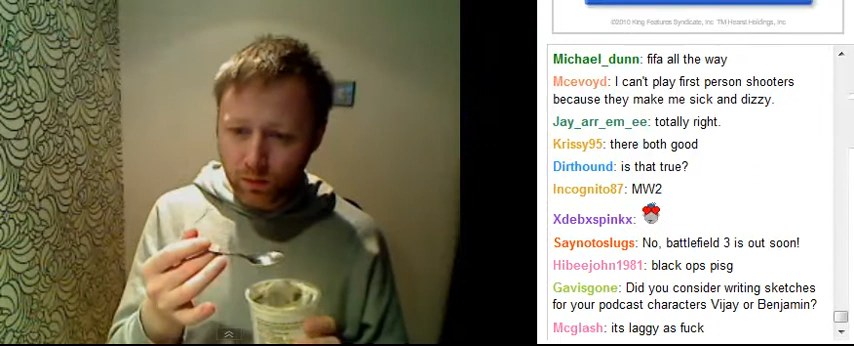 ©2010 King Features Syndicate, Inc. TM Hearst Holdings, Inc.
Michael_dunn: fifa all the way
Mcevoyd: I can't play first person shooters
because they make me sick and dizzy.
Jay_arr_em_ee: totally right.
Krissy95: there both good
Dirthound: is that true?
Incognito87: MW2
Xdebxspinkx:
Saynotoslugs: No, battlefield 3 is out soon!
Hibeejohn1981: black ops pisg
Gavisgone: Did you consider writing sketches
for your podcast characters Vijay or Benjamin?
Mcglash: its laggy as fuck